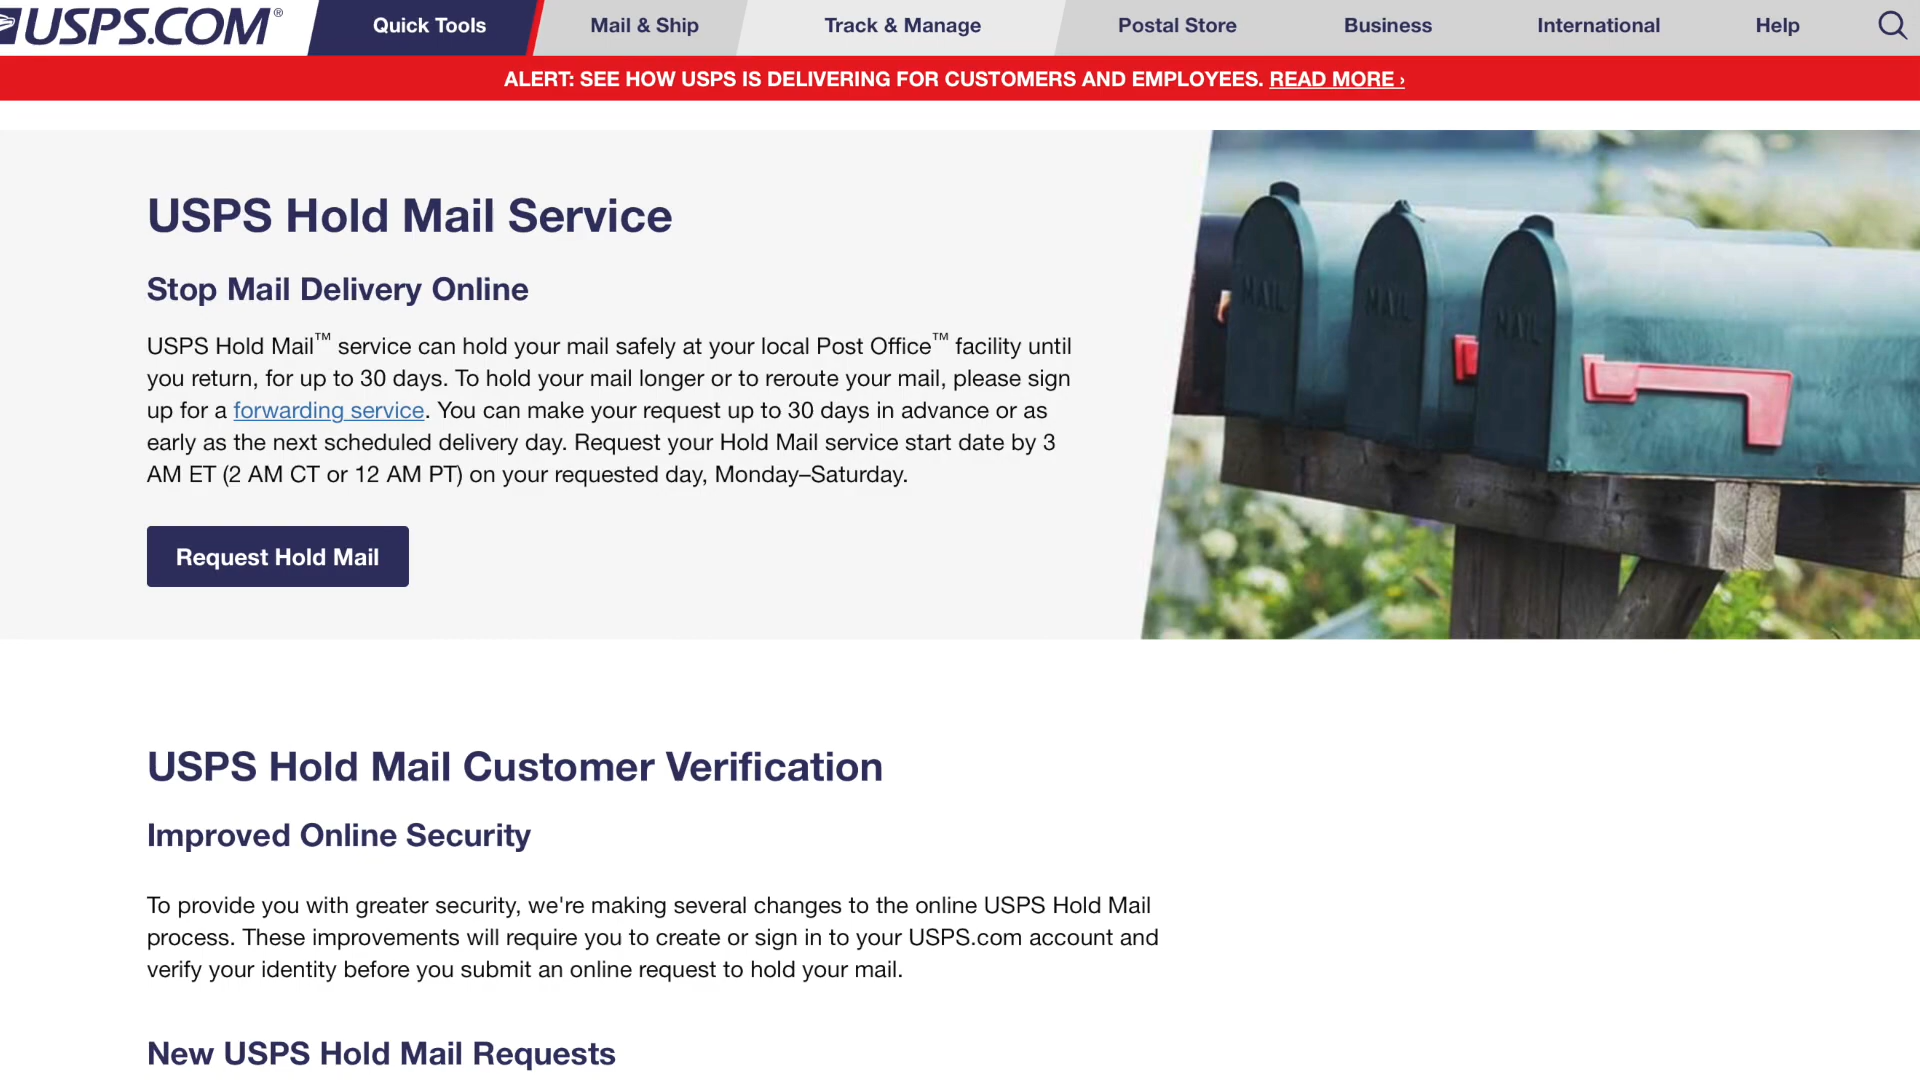 USPS.COM®
Quick Tools
Mail & Ship
Track & Manage
Postal Store
Business
International
Help
ALERT: SEE HOW USPS IS DELIVERING FOR CUSTOMERS AND EMPLOYEES. READ MORE ›
USPS Hold Mail Service
Stop Mail Delivery Online
USPS Hold Mail™ service can hold your mail safely at your local Post Office™ facility until
you return, for up to 30 days. To hold your mail longer or to reroute your mail, please sign
up for a forwarding service. You can make your request up to 30 days in advance or as
early as the next scheduled delivery day. Request your Hold Mail service start date by 3
AM ET (2 AM CT or 12 AM PT) on your requested day, Monday–Saturday.
Request Hold Mail
MAIL
MAIL
MAIL
USPS Hold Mail Customer Verification
Improved Online Security
To provide you with greater security, we're making several changes to the online USPS Hold Mail
process. These improvements will require you to create or sign in to your USPS.com account and
verify your identity before you submit an online request to hold your mail.
New USPS Hold Mail Requests